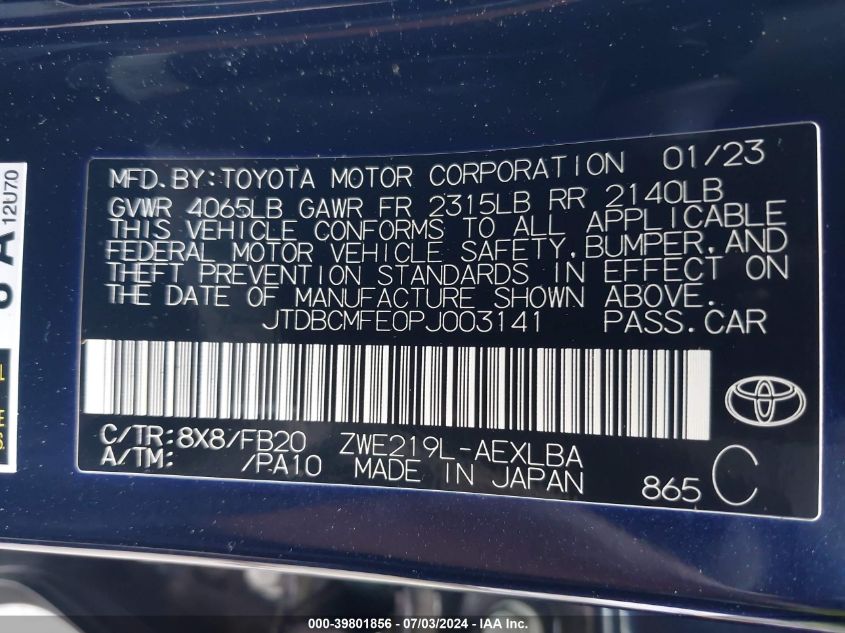 12U70
MFD.BY:TOYOTA MOTOR CORPORATION 01/23
GVWR 4065LB GAWR FR 2315LB RR 2140LB
THIS VEHICLE CONFORMS TO ALL APPLICABLE
FEDERAL MOTOR VEHICLE SAFETY,BUMPER,AND
THEFT PREVENTION STANDARDS IN EFFECT ON
THE DATE OF MANUFACTURE SHOWN ABOVE.
JTDBCMFE0PJ003141 PASS.CAR
C/TR:8X8/FB20 ZWE219L-AEXLBA
A/TM: /PA10 MADE IN JAPAN
865 C
000-39801856 - 07/03/2024 - IAA Inc.